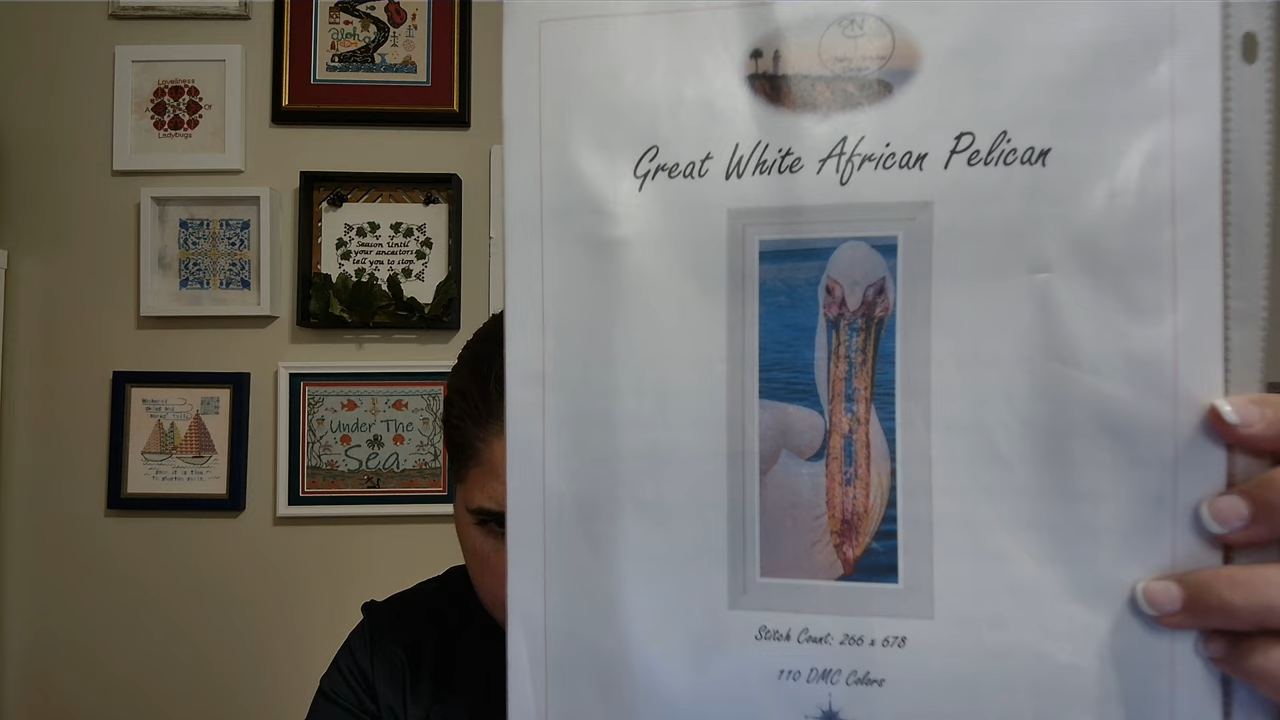 Aloha
Loveliness
A Of
Ladybugs
Season Until
your ancestors
tell you to stop.
Under The
Sea
Great White African Pelican
Stitch Count: 266 x 678
110 DMC Colors